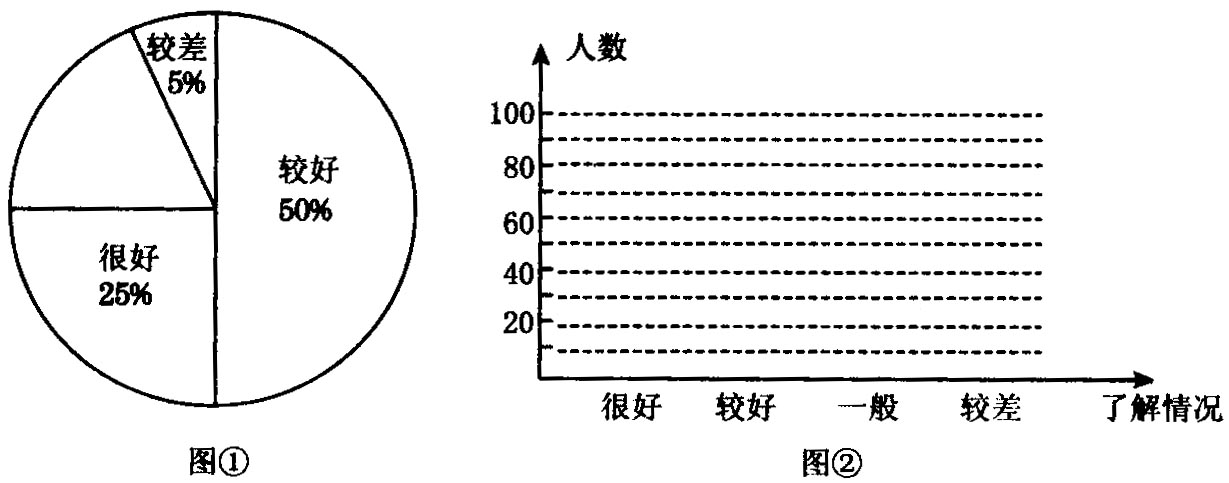 较差
5%
较好
50%
很好
25%
图①
人数
100
80
60
40
20
很好 较好 一般 较差 了解情况
图②